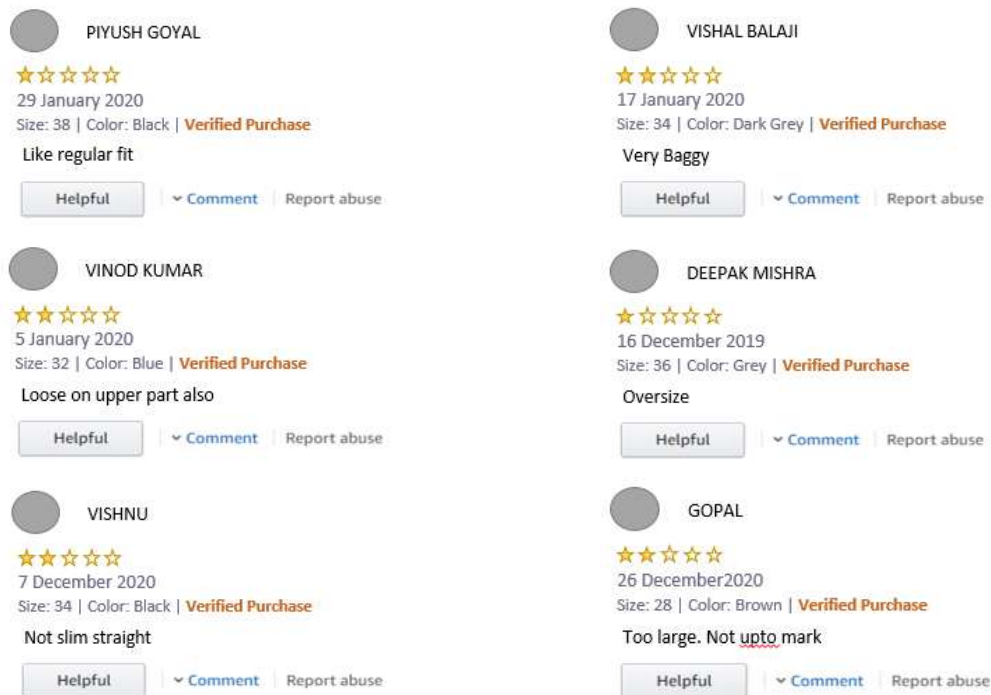 PIYUSH GOYAL
29 January 2020
Size: 38 | Color: Black | Verified Purchase
Like regular fit
Helpful | Comment | Report abuse
VISHAL BALAJI
17 January 2020
Size: 34 | Color: Dark Grey | Verified Purchase
Very Baggy
Helpful | Comment | Report abuse
VINOD KUMAR
5 January 2020
Size: 32 | Color: Blue | Verified Purchase
Loose on upper part also
Helpful | Comment | Report abuse
DEEPAK MISHRA
16 December 2019
Size: 36 | Color: Grey | Verified Purchase
Oversize
Helpful | Comment | Report abuse
VISHNU
7 December 2020
Size: 34 | Color: Black | Verified Purchase
Not slim straight
Helpful | Comment | Report abuse
GOPAL
26 December2020
Size: 28 | Color: Brown | Verified Purchase
Too large. Not upto mark
Helpful | Comment | Report abuse